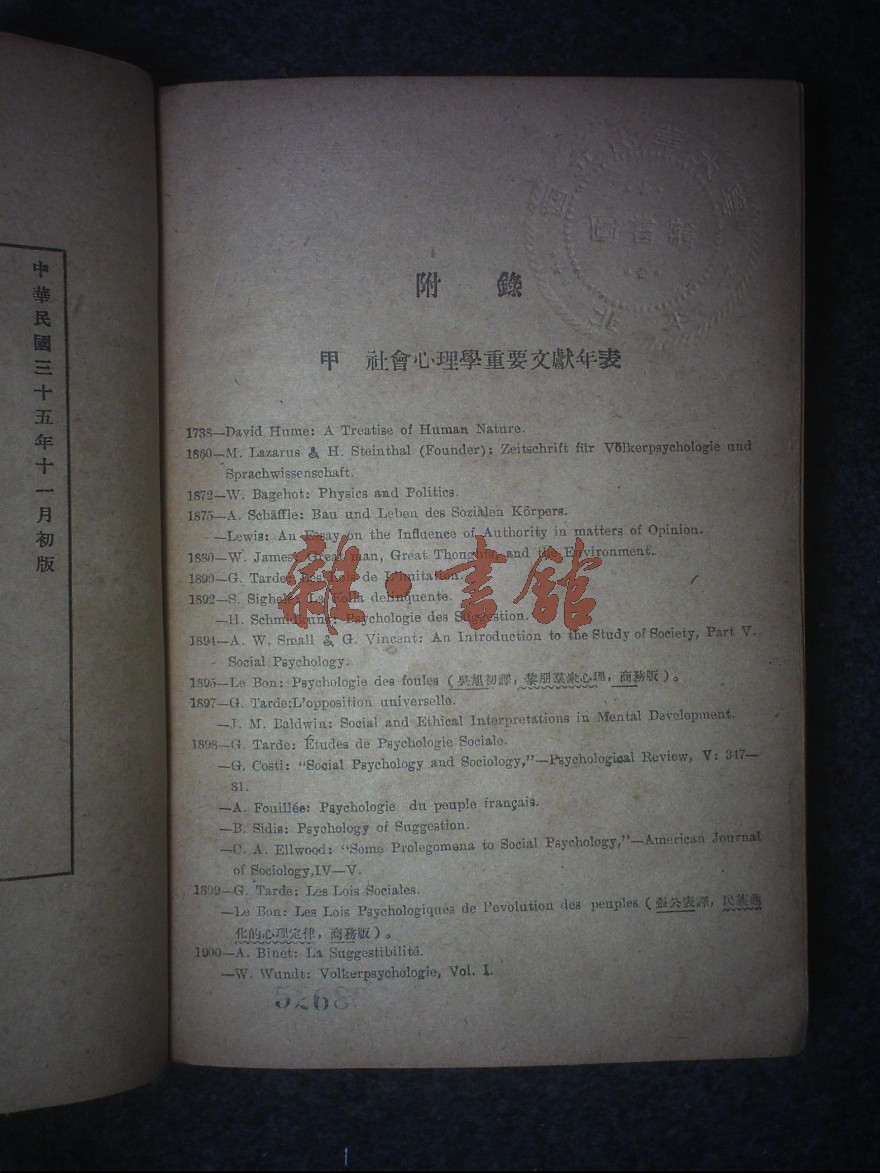 中華民國三十五年十一月初版
附錄
甲 社會心理學重要文獻年表
1738—David Hume: A Treatise of Human Nature.
1860—M. Lazarus & H. Steinthal (Founder): Zeitschrift für Völkerpsychologie und
Sprachwissenschaft.
1872—W. Bagehot: Physics and Politics.
1875—A. Schäffle: Bau und Leben des Sozialen Körpers.
—Lewis: An Essay on the Influence of Authority in matters of Opinion.
1880—W. James: Great man, Great Thoughts, and the Environment.
1890—G. Tarde: Les Lois de L'imitation.
1892—S. Sighele: La Folla delinquente.
—H. Schmidkunz: Psychologie des Suggestion.
1894—A. W. Small & G. Vincent: An Introduction to the Study of Society, Part V.
Social Psychology.
1895—Le Bon: Psychologie des foules (吳旭初譯，黎朋羣衆心理，商務版)。
1897—G. Tarde:L'opposition universelle.
—J. M. Baldwin: Social and Ethical Interpretations in Mental Development.
1898—G. Tarde: Études de Psychologie Sociale.
—G. Costi: "Social Psychology and Sociology,"—Psychological Review, V: 347—
81.
—A. Fouillée: Psychologie du peuple français.
—B. Sidis: Psychology of Suggestion.
—C. A. Ellwood: "Some Prolegomena to Social Psychology,"—American Journal
of Sociology,IV—V.
1899—G. Tarde: Les Lois Sociales.
—Le Bon: Les Lois Psychologiques de l'evolution des peuples (張公表譯，民族進
化的心理定律，商務版)。
1900—A. Binet: La Suggestibilité.
—W. Wundt: Volkerpsychologie, Vol. I.
5268
雜·書館